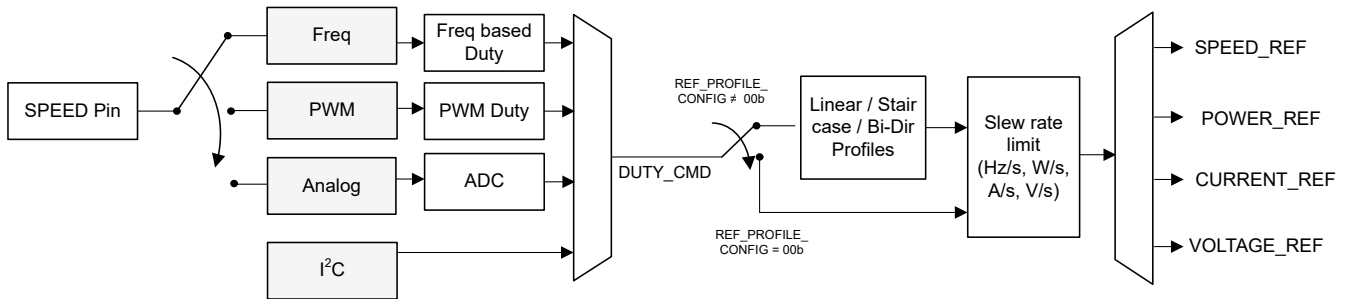 SPEED Pin
Freq
Freq based
Duty
PWM
PWM Duty
Analog
ADC
I²C
DUTY_CMD
REF_PROFILE_
CONFIG ≠ 00b
REF_PROFILE_
CONFIG = 00b
Linear / Stair
case / Bi-Dir
Profiles
Slew rate
limit
(Hz/s, W/s,
A/s, V/s)
SPEED_REF
POWER_REF
CURRENT_REF
VOLTAGE_REF